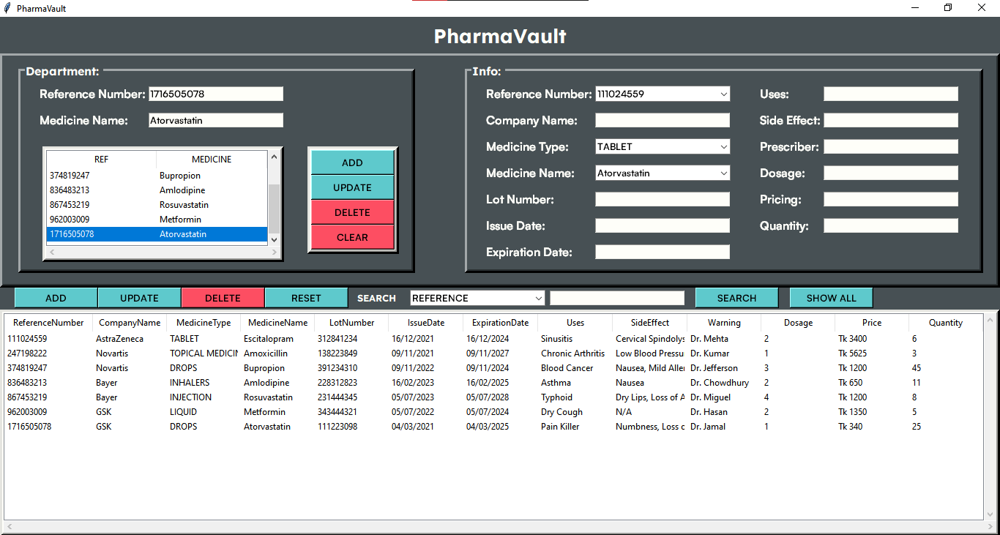 PharmaVault
PharmaVault
Department:
Reference Number: 1716505078
Medicine Name: Atorvastatin
REF MEDICINE
374819247 Bupropion
836483213 Amlodipine
867453219 Rosuvastatin
962003009 Metformin
1716505078 Atorvastatin
ADD
UPDATE
DELETE
CLEAR
Info:
Reference Number: 111024559 Uses:
Company Name: Side Effect:
Medicine Type: TABLET Prescriber:
Medicine Name: Atorvastatin Dosage:
Lot Number: Pricing:
Issue Date: Quantity:
Expiration Date:
ADD UPDATE DELETE RESET SEARCH REFERENCE SEARCH SHOW ALL
ReferenceNumber CompanyName MedicineType MedicineName LotNumber IssueDate ExpirationDate Uses SideEffect Warning Dosage Price Quantity
111024559 AstraZeneca TABLET Escitalopram 312841234 16/12/2021 16/12/2024 Sinusitis Cervical Spindolys Dr. Mehta 2 Tk 3400 6
247198222 Novartis TOPICAL MEDICIN Amoxicillin 138223849 09/11/2021 09/11/2027 Chronic Arthritis Low Blood Pressu Dr. Kumar 1 Tk 5625 3
374819247 Novartis DROPS Bupropion 391234310 09/11/2022 09/11/2024 Blood Cancer Nausea, Mild Aller Dr. Jefferson 3 Tk 1200 45
836483213 Bayer INHALERS Amlodipine 228312823 16/02/2023 16/02/2025 Asthma Nausea Dr. Chowdhury 2 Tk 650 11
867453219 Bayer INJECTION Rosuvastatin 231444345 05/07/2023 05/07/2028 Typhoid Dry Lips, Loss of A Dr. Miguel 4 Tk 1200 8
962003009 GSK LIQUID Metformin 343444321 05/07/2022 05/07/2024 Dry Cough N/A Dr. Hasan 2 Tk 1350 5
1716505078 GSK DROPS Atorvastatin 111223098 04/03/2021 04/03/2025 Pain Killer Numbness, Loss c Dr. Jamal 1 Tk 340 25